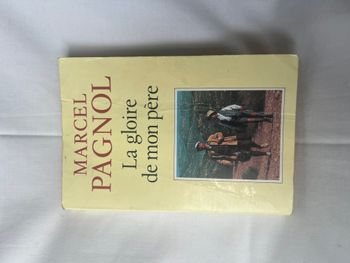 MARCEL
PAGNOL
La gloire
de mon père